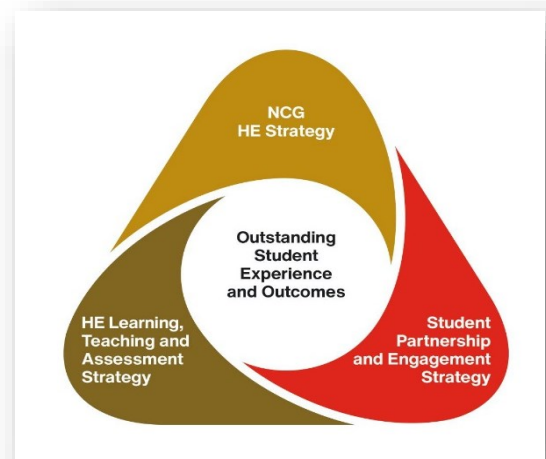 NCG
HE Strategy
Outstanding
Student
Experience
and Outcomes
HE Learning,
Teaching and
Assessment
Strategy
Student
Partnership
and Engagement
Strategy